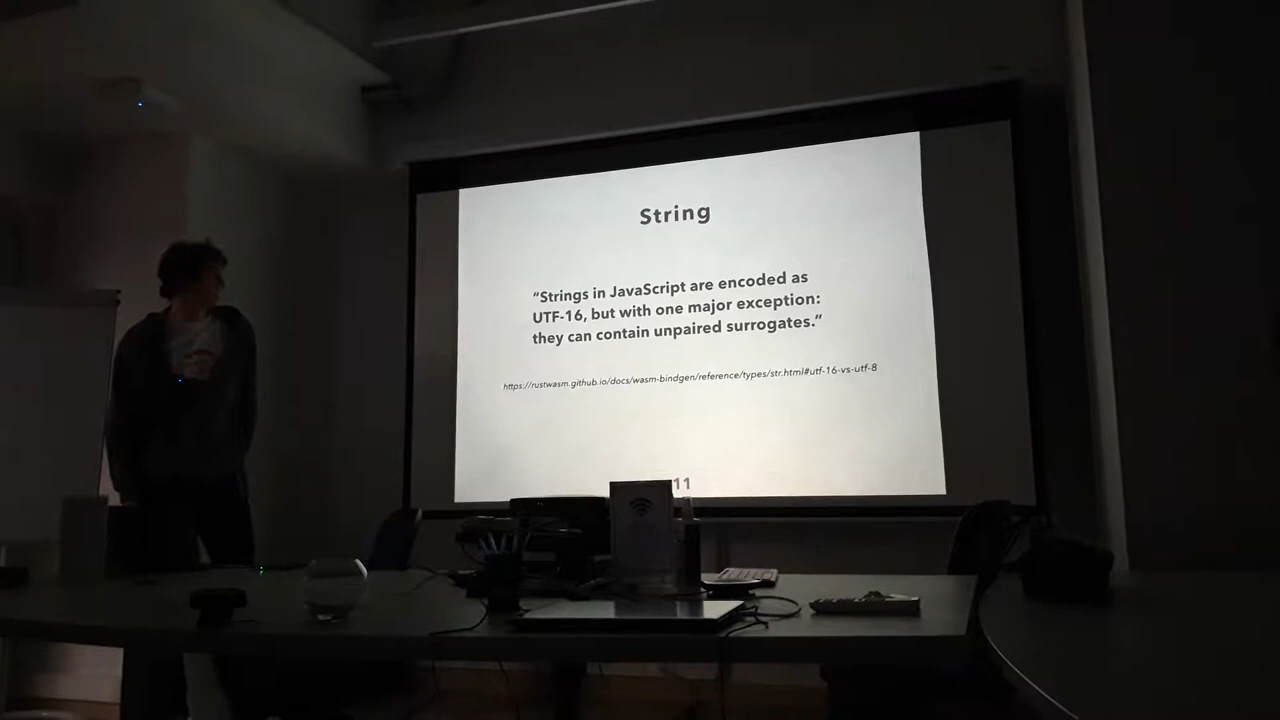 String
“Strings in JavaScript are encoded as
UTF-16, but with one major exception:
they can contain unpaired surrogates.”
https://rustwasm.github.io/docs/wasm-bindgen/reference/types/str.html#utf-16-vs-utf-8
11